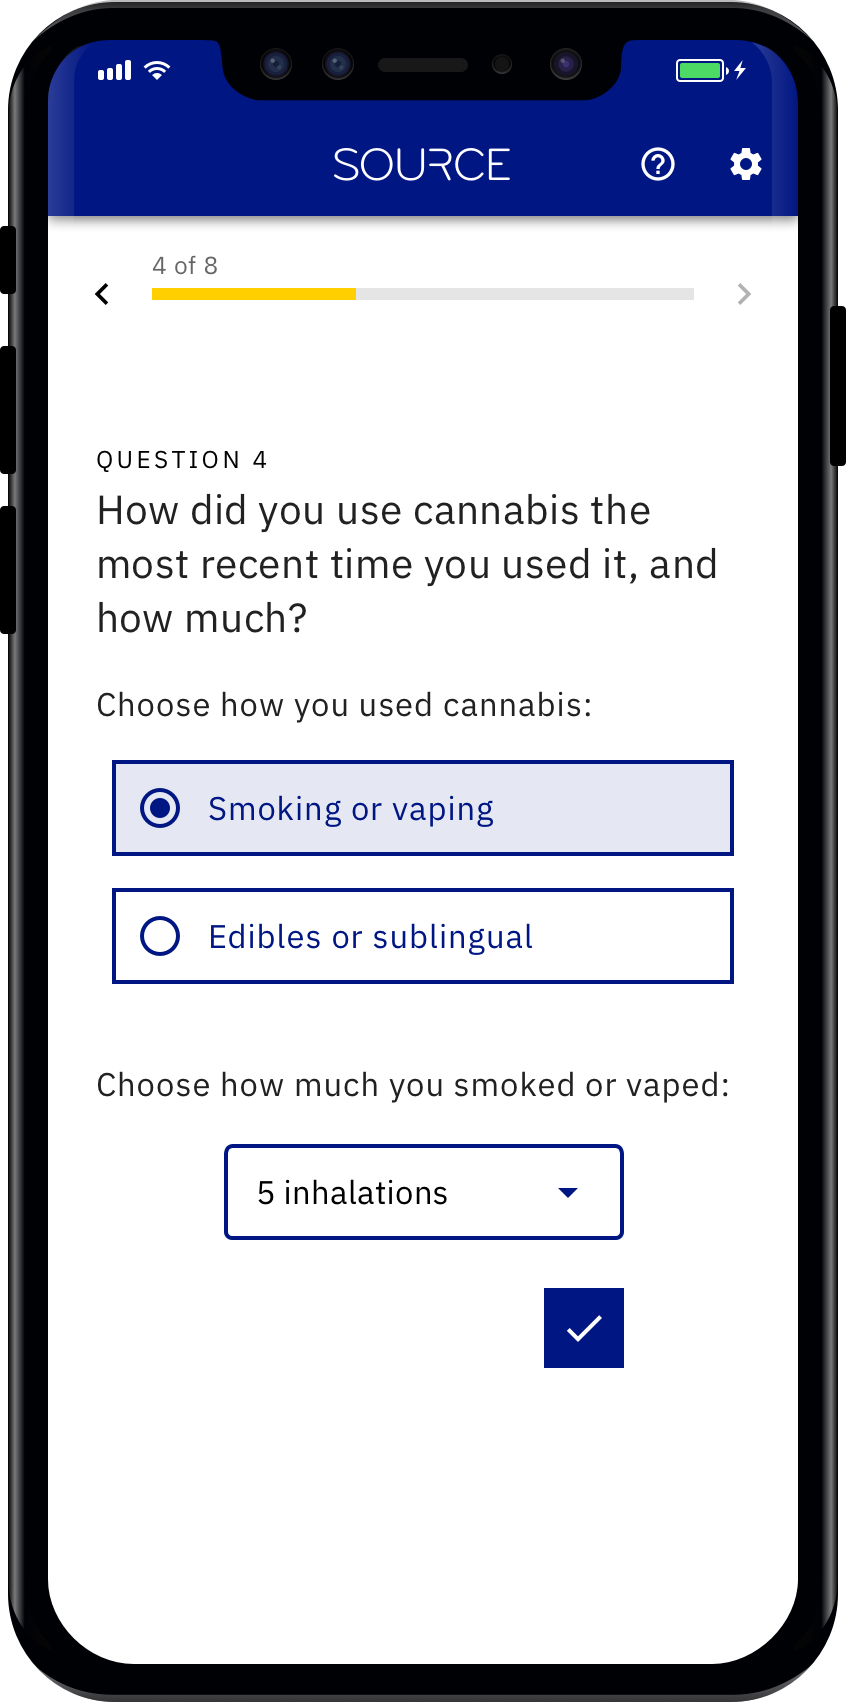 SOURCE
4 of 8
QUESTION 4
How did you use cannabis the
most recent time you used it, and
how much?
Choose how you used cannabis:
Smoking or vaping
Edibles or sublingual
Choose how much you smoked or vaped:
5 inhalations